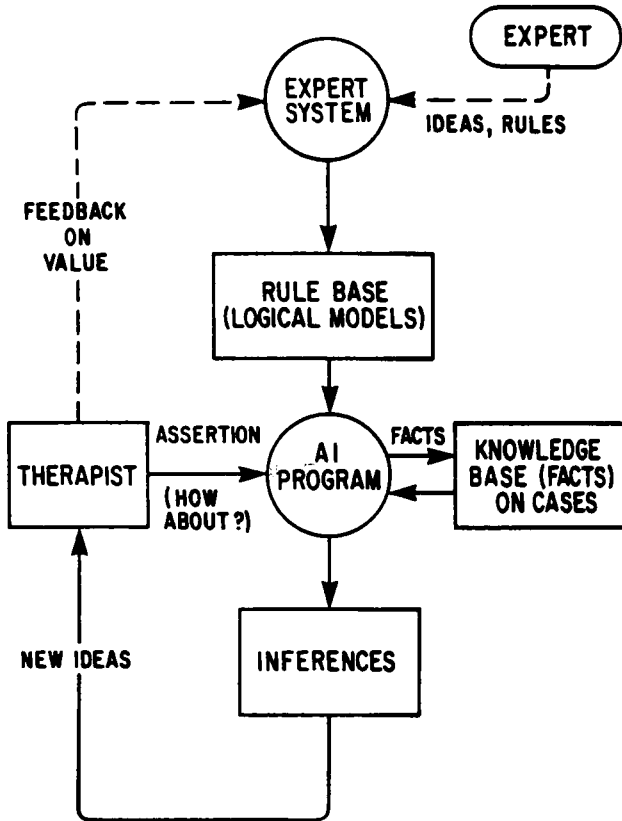 EXPERT
EXPERT
SYSTEM
IDEAS, RULES
FEEDBACK
ON
VALUE
RULE BASE
(LOGICAL MODELS)
THERAPIST
ASSERTION
(HOW
ABOUT?)
AI
PROGRAM
FACTS
KNOWLEDGE
BASE (FACTS)
ON CASES
NEW IDEAS
INFERENCES